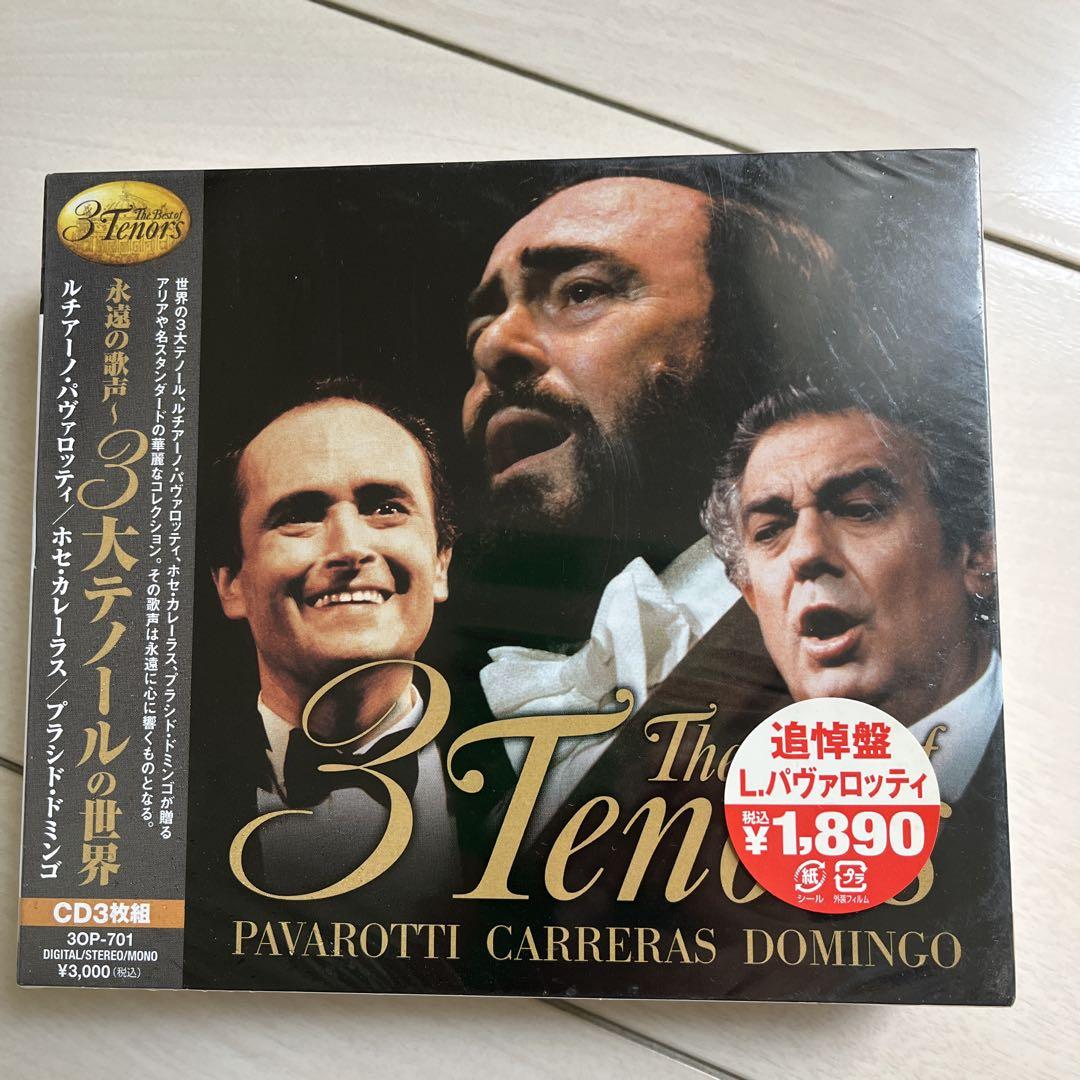 The Best of
3 Tenors
永遠の歌声~3大テノールの世界
ルチアーノ・パヴァロッティ/ホセ・カレーラス/プラシド・ドミンゴ
世界の3大テノール、ルチアーノ・パヴァロッティ、ホセ・カレーラス、プラシド・ドミンゴが贈る
アリアや名スタンダードの華麗なコレクション。その歌声は永遠に心に響くものとなる。
CD3枚組
3OP-701
DIGITAL/STEREO/MONO
¥3,000(税込)
The
3 Tenors
PAVAROTTI CARRERAS DOMINGO
追悼盤
L.パヴァロッティ
税込
¥1,890
紙 プラ
シール 外装フィルム